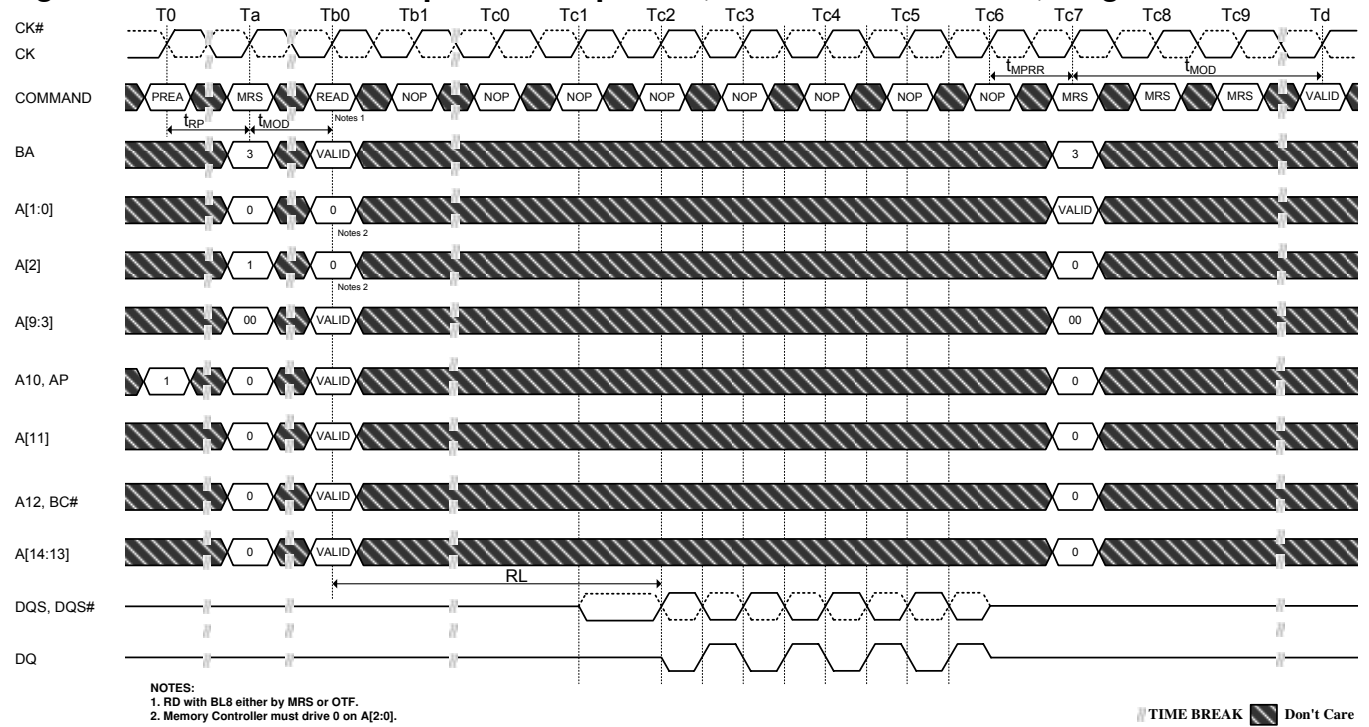 T0 Ta Tb0 Tb1 Tc0 Tc1 Tc2 Tc3 Tc4 Tc5 Tc6 Tc7 Tc8 Tc9 Td
CK#
CK
tMPRR tMOD
COMMAND PREA MRS READ NOP NOP NOP NOP NOP NOP NOP NOP MRS MRS MRS VALID
Notes 1
tRP tMOD
BA 3 VALID 3
A[1:0] 0 0 VALID
Notes 2
A[2] 1 0 0
Notes 2
A[9:3] 00 VALID 00
A10, AP 1 0 VALID 0
A[11] 0 VALID 0
A12, BC# 0 VALID 0
A[14:13] 0 VALID 0
RL
DQS, DQS#
DQ
NOTES:
1. RD with BL8 either by MRS or OTF.
2. Memory Controller must drive 0 on A[2:0].
TIME BREAK Don't Care